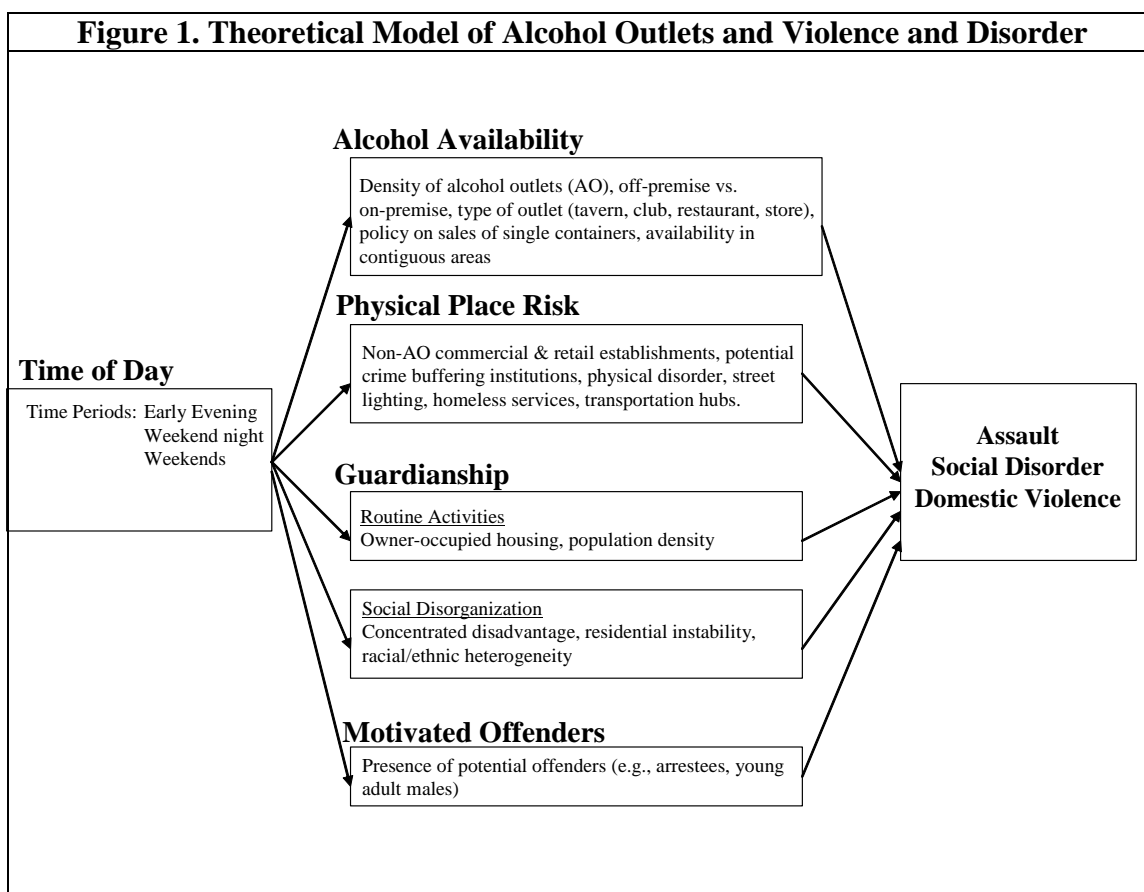 Figure 1. Theoretical Model of Alcohol Outlets and Violence and Disorder
Alcohol Availability
Density of alcohol outlets (AO), off-premise vs.
on-premise, type of outlet (tavern, club, restaurant, store),
policy on sales of single containers, availability in
contiguous areas
Physical Place Risk
Non-AO commercial & retail establishments, potential
crime buffering institutions, physical disorder, street
lighting, homeless services, transportation hubs.
Time of Day
Time Periods: Early Evening
Weekend night
Weekends
Guardianship
Routine Activities
Owner-occupied housing, population density
Social Disorganization
Concentrated disadvantage, residential instability,
racial/ethnic heterogeneity
Motivated Offenders
Presence of potential offenders (e.g., arrestees, young
adult males)
Assault
Social Disorder
Domestic Violence